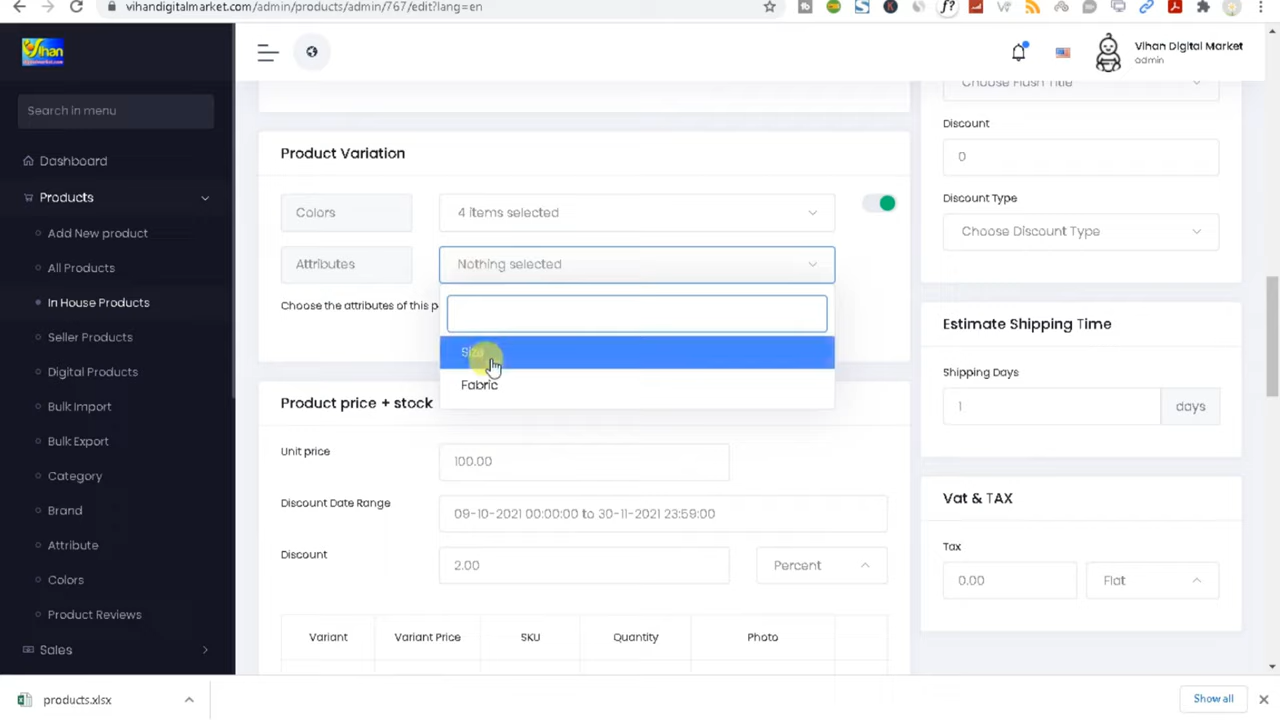 vihandigitalmarket.com/admin/products/admin/767/edit?lang=en
Vihan
Search in menu
Dashboard
Products
Add New product
All Products
In House Products
Seller Products
Digital Products
Bulk Import
Bulk Export
Category
Brand
Attribute
Colors
Product Reviews
Sales
Vihan Digital Market
admin
Product Variation
Colors
4 items selected
Attributes
Nothing selected
Choose the attributes of this p
Size
Fabric
Product price + stock
Unit price
100.00
Discount Date Range
09-10-2021 00:00:00 to 30-11-2021 23:59:00
Discount
2.00
Percent
Variant
Variant Price
SKU
Quantity
Photo
Choose Flash Title
Discount
0
Discount Type
Choose Discount Type
Estimate Shipping Time
Shipping Days
1
days
Vat & TAX
Tax
0.00
Flat
products.xlsx
Show all